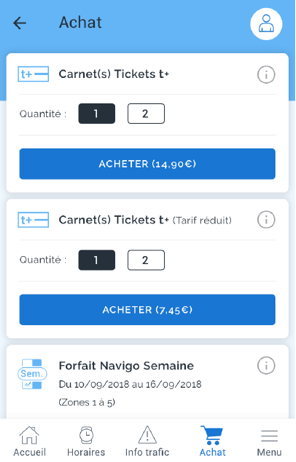 Achat
t+ Carnet(s) Tickets t+ i
Quantité : 1 2
ACHETER (14,90€)
t+ Carnet(s) Tickets t+ (Tarif réduit) i
Quantité : 1 2
ACHETER (7,45€)
Forfait Navigo Semaine i
Sem. Du 10/09/2018 au 16/09/2018
(Zones 1 à 5)
Accueil Horaires Info trafic Achat Menu